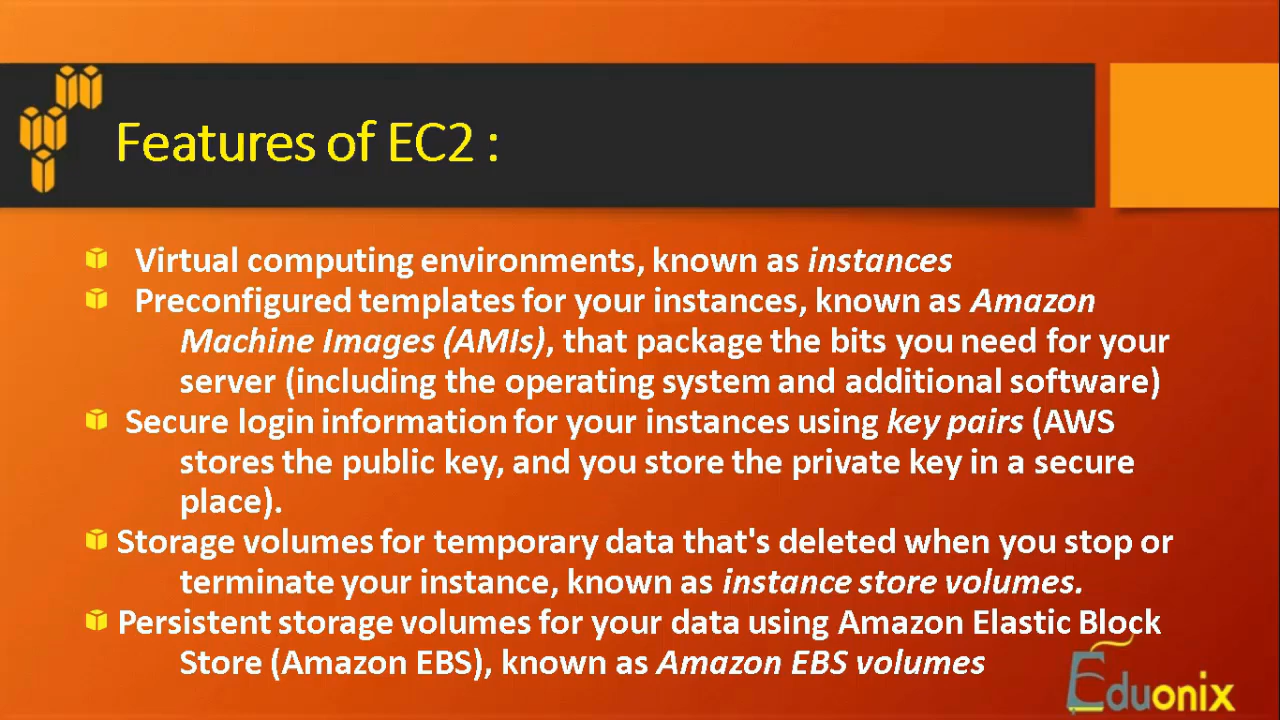 Features of EC2 :
Virtual computing environments, known as instances
Preconfigured templates for your instances, known as Amazon
Machine Images (AMIs), that package the bits you need for your
server (including the operating system and additional software)
Secure login information for your instances using key pairs (AWS
stores the public key, and you store the private key in a secure
place).
Storage volumes for temporary data that's deleted when you stop or
terminate your instance, known as instance store volumes.
Persistent storage volumes for your data using Amazon Elastic Block
Store (Amazon EBS), known as Amazon EBS volumes
Eduonix